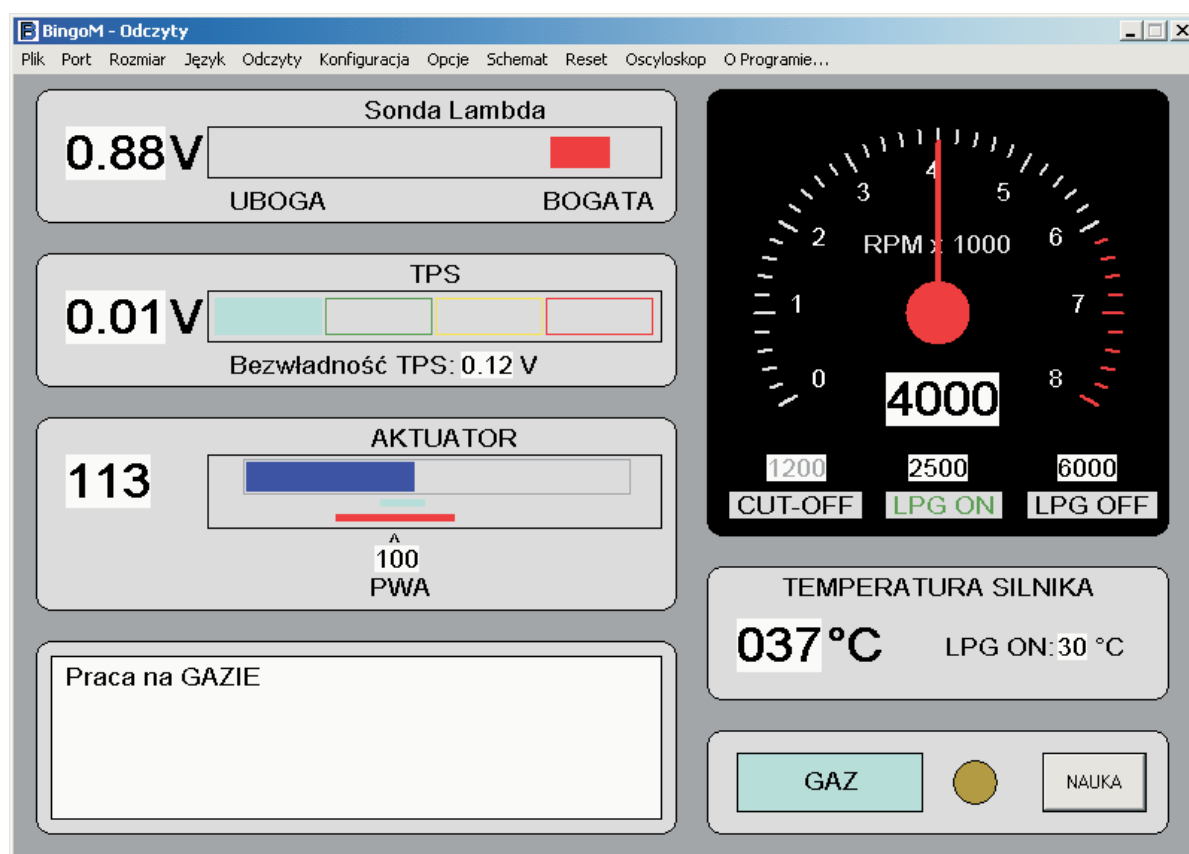 BingoM - Odczyty
Plik Port Rozmiar Język Odczyty Konfiguracja Opcje Schemat Reset Oscyloskop O Programie...
Sonda Lambda
0.88 V
UBOGA BOGATA
TPS
0.01 V
Bezwładność TPS: 0.12 V
AKTUATOR
113
^
100
PWA
Praca na GAZIE
0 1 2 3 4 5 6 7 8
RPM x 1000
4000
1200 2500 6000
CUT-OFF LPG ON LPG OFF
TEMPERATURA SILNIKA
037 °C LPG ON: 30 °C
GAZ NAUKA